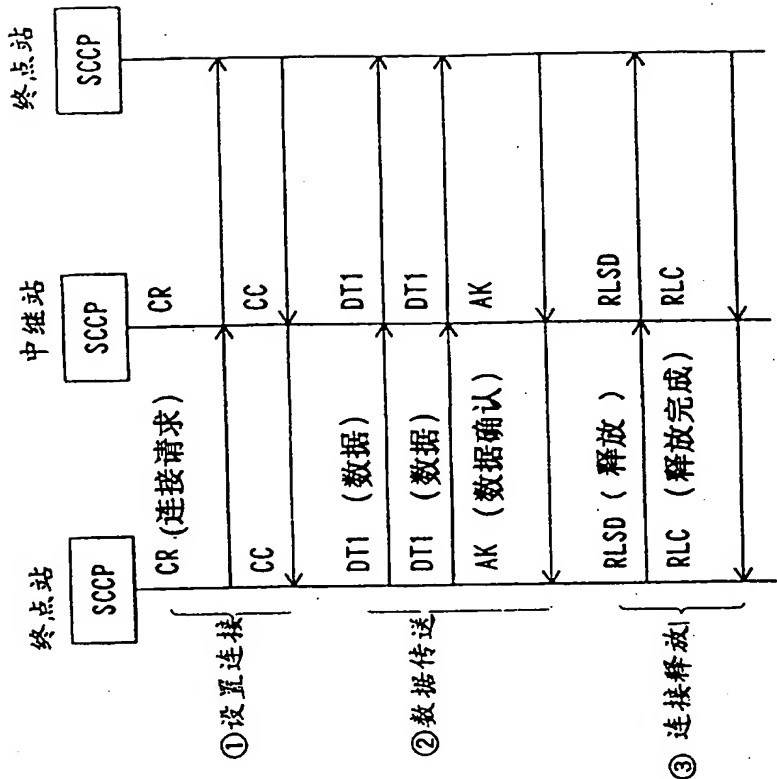 终点站
中继站
终点站
SCCP
SCCP
SCCP
①设置连接
CR (连接请求)
CR
CC
CC
②数据传送
DT1 (数据)
DT1
DT1 (数据)
DT1
AK (数据确认)
AK
③ 连接释放
RLSD (释放)
RLSD
RLC (释放完成)
RLC